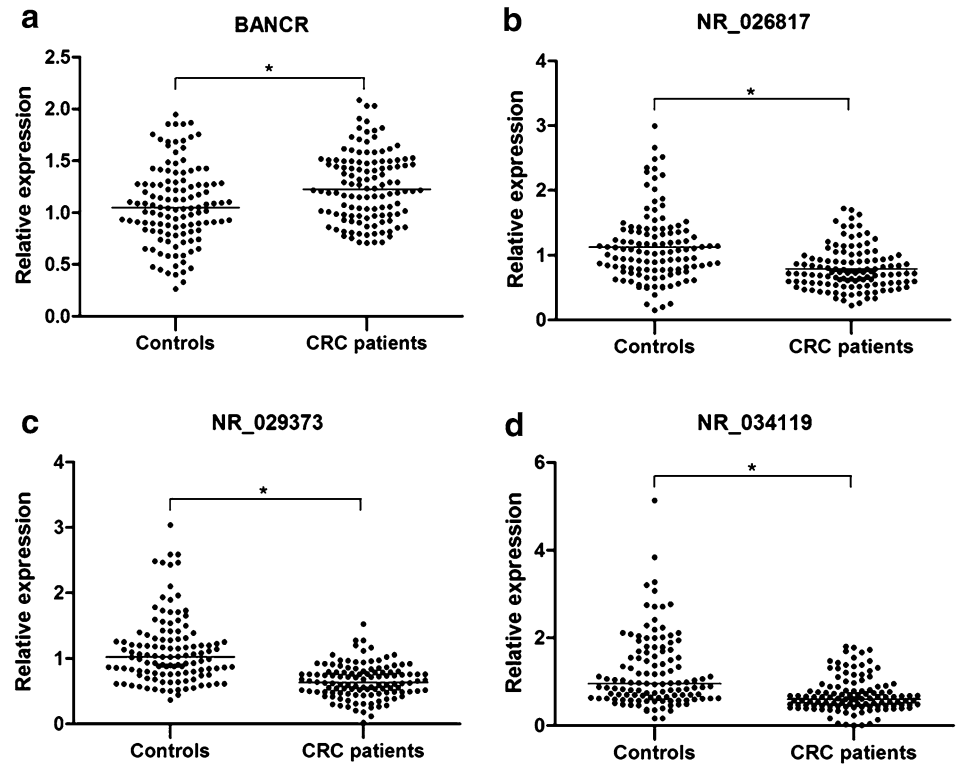 a
BANCR
Relative expression
2.5
2.0
1.5
1.0
0.5
0.0
*
Controls
CRC patients
b
NR_026817
Relative expression
4
3
2
1
0
*
Controls
CRC patients
c
NR_029373
Relative expression
4
3
2
1
0
*
Controls
CRC patients
d
NR_034119
Relative expression
6
4
2
0
*
Controls
CRC patients